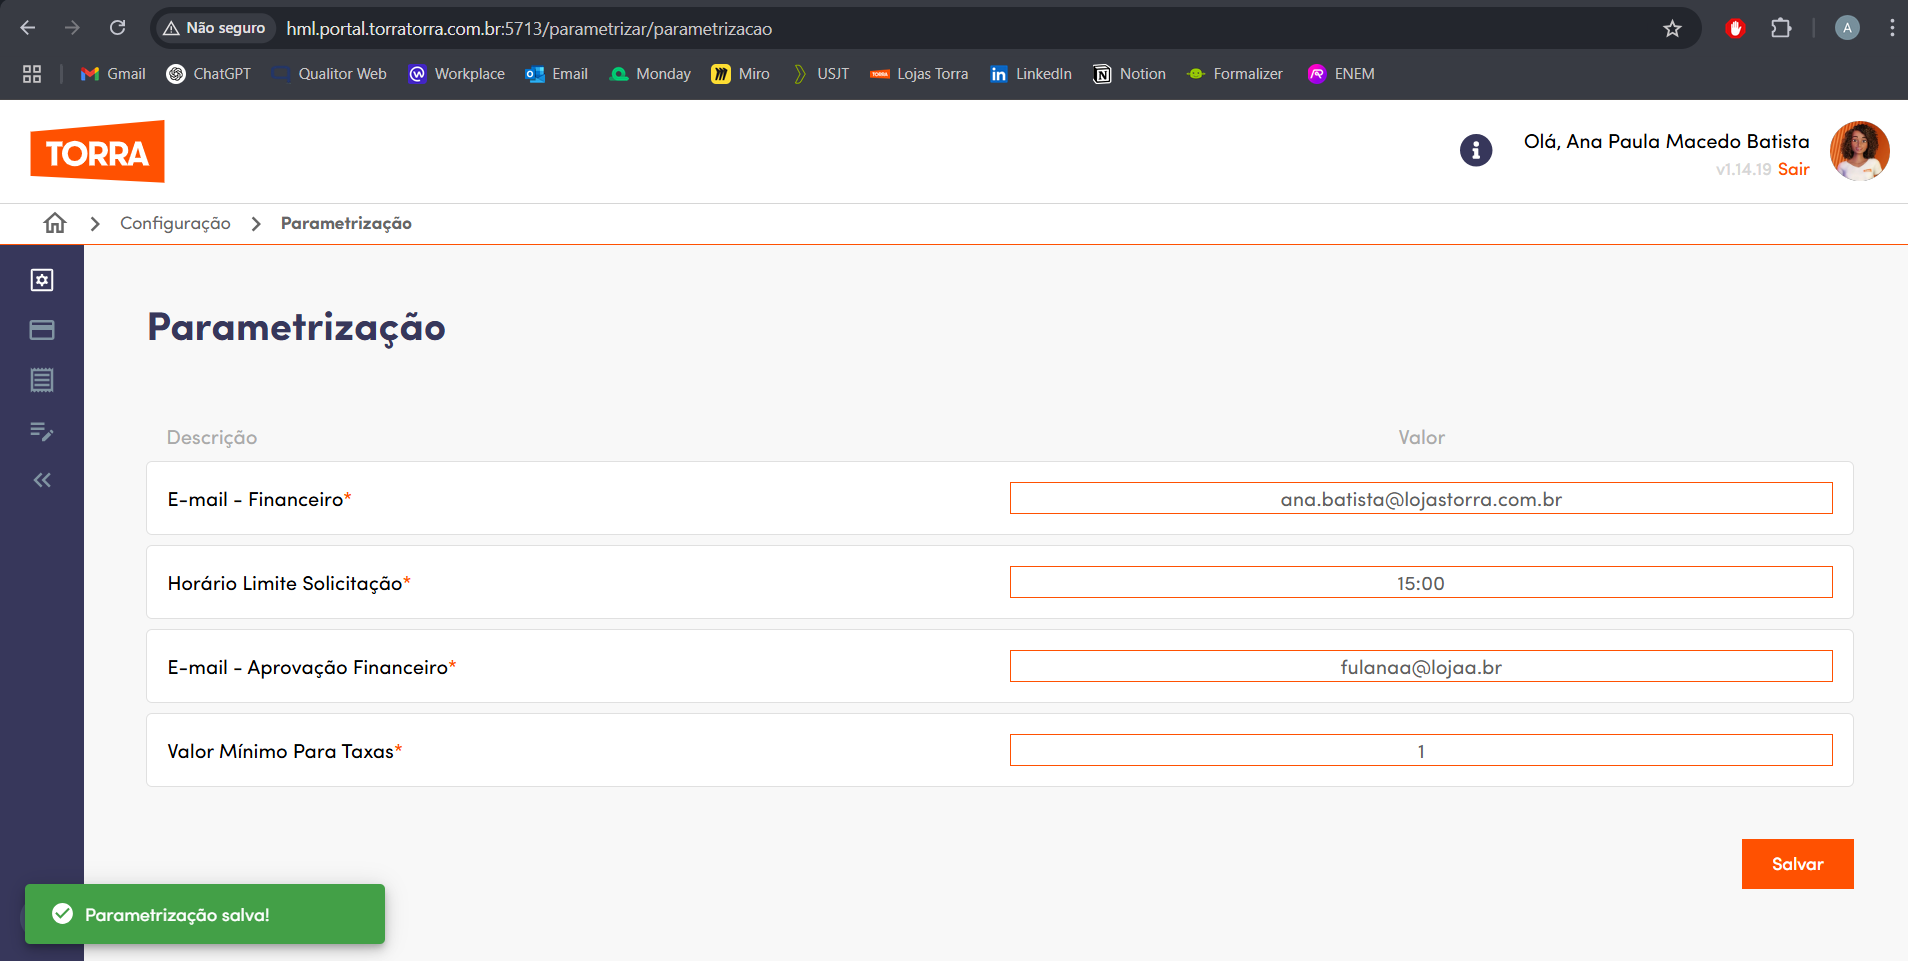 Não seguro
hml.portal.torratorra.com.br:5713/parametrizar/parametrizacao
A
Gmail
ChatGPT
Qualitor Web
Workplace
Email
Monday
Miro
USJT
Lojas Torra
LinkedIn
Notion
Formalizer
ENEM
TORRA
Olá, Ana Paula Macedo Batista
v1.14.19 Sair
Configuração
Parametrização
Parametrização
Descrição
Valor
E-mail - Financeiro*
ana.batista@lojastorra.com.br
Horário Limite Solicitação*
15:00
E-mail - Aprovação Financeiro*
fulanaa@lojaa.br
Valor Mínimo Para Taxas*
1
Salvar
Parametrização salva!